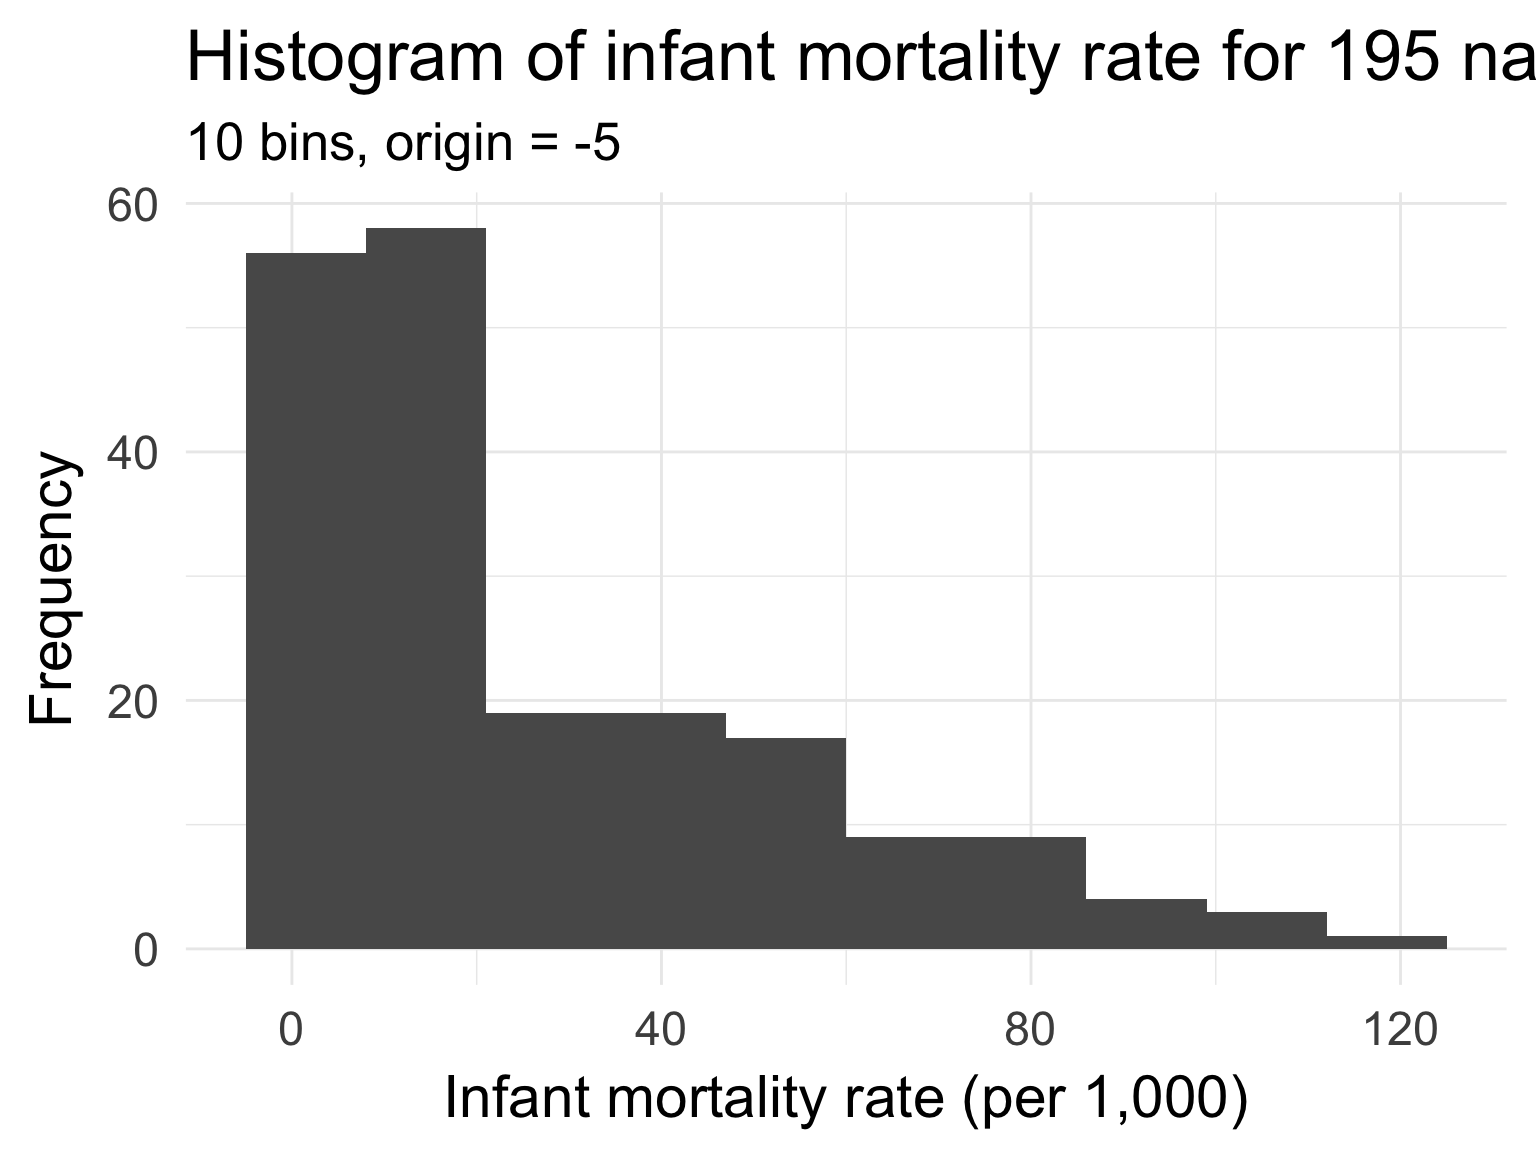 Histogram of infant mortality rate for 195 na
10 bins, origin = -5
60
40
20
0
Frequency
0 40 80 120
Infant mortality rate (per 1,000)